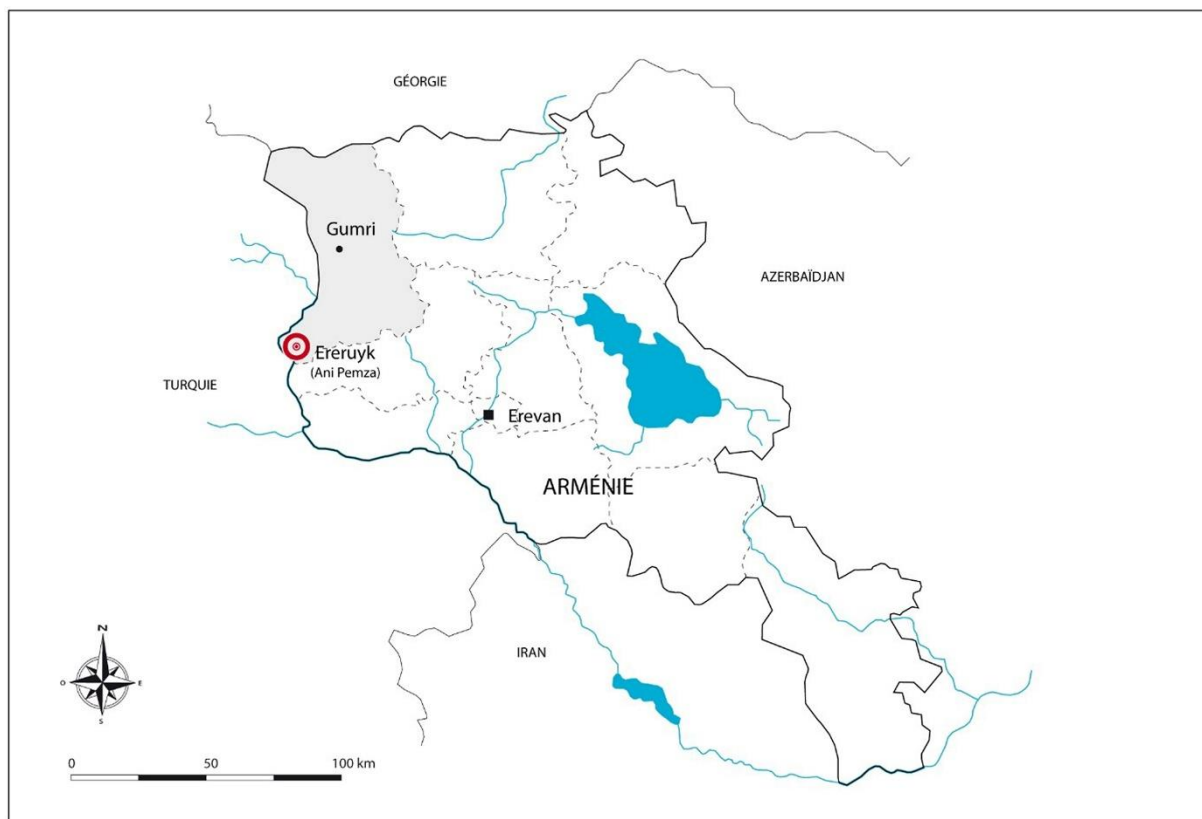 GÉORGIE
Gumri
AZERBAÏDJAN
Ereruyk
(Ani Pemza)
TURQUIE
Erevan
ARMÉNIE
IRAN
N
O
E
S
0
50
100 km